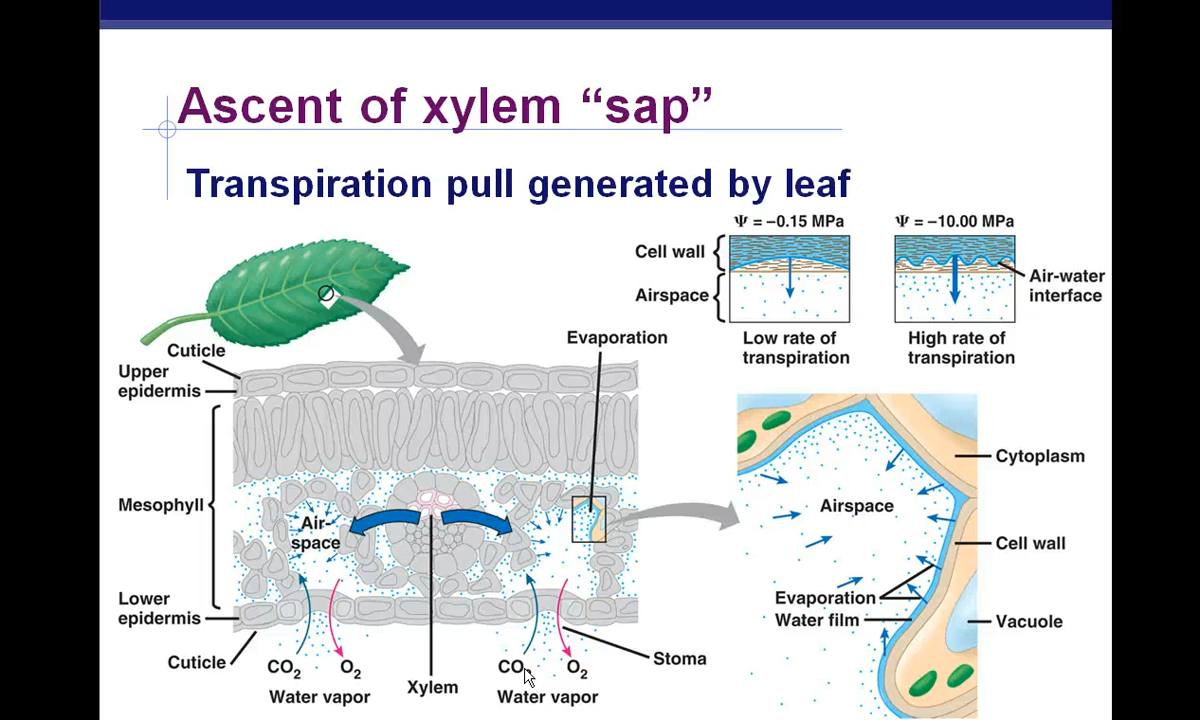 Ascent of xylem “sap”
Transpiration pull generated by leaf
Ψ = –0.15 MPa
Ψ = –10.00 MPa
Cell wall
Airspace
Air-water
interface
Low rate of
transpiration
High rate of
transpiration
Evaporation
Cuticle
Upper
epidermis
Mesophyll
Air-
space
Lower
epidermis
Cuticle
CO2
O2
Water vapor
Xylem
CO2
O2
Water vapor
Stoma
Cytoplasm
Airspace
Cell wall
Evaporation
Water film
Vacuole